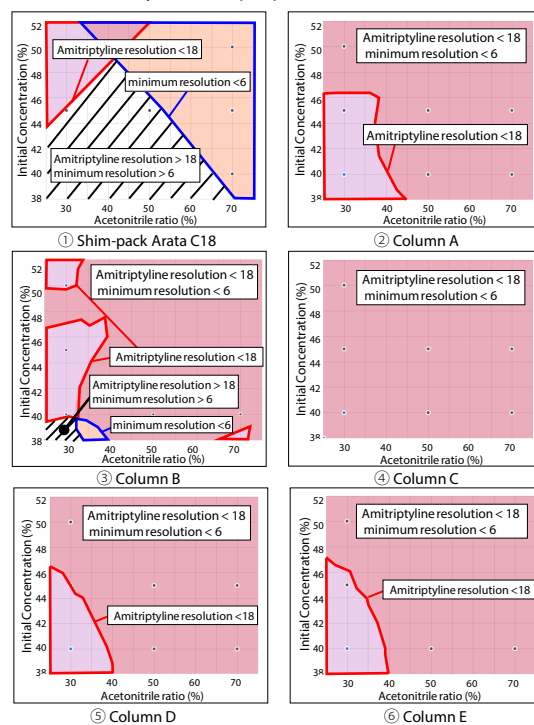 52
50
48
46
44
42
40
38
Initial Concentration (%)
Amitriptyline resolution <18
minimum resolution <6
Amitriptyline resolution > 18
minimum resolution > 6
30 40 50 60 70
Acetonitrile ratio (%)
① Shim-pack Arata C18
52
50
48
46
44
42
40
38
Initial Concentration (%)
Amitriptyline resolution < 18
minimum resolution < 6
Amitriptyline resolution <18
30 40 50 60 70
Acetonitrile ratio (%)
② Column A
52
50
48
46
44
42
40
38
Initial Concentration (%)
Amitriptyline resolution < 18
minimum resolution < 6
Amitriptyline resolution <18
Amitriptyline resolution > 18
minimum resolution > 6
minimum resolution <6
30 40 50 60 70
Acetonitrile ratio (%)
③ Column B
52
50
48
46
44
42
40
38
Initial Concentration (%)
Amitriptyline resolution < 18
minimum resolution < 6
30 40 50 60 70
Acetonitrile ratio (%)
④ Column C
52
50
48
46
44
42
40
38
Initial Concentration (%)
Amitriptyline resolution < 18
minimum resolution < 6
Amitriptyline resolution <18
30 40 50 60 70
Acetonitrile ratio (%)
⑤ Column D
52
50
48
46
44
42
40
38
Initial Concentration (%)
Amitriptyline resolution < 18
minimum resolution < 6
Amitriptyline resolution <18
30 40 50 60 70
Acetonitrile ratio (%)
⑥ Column E